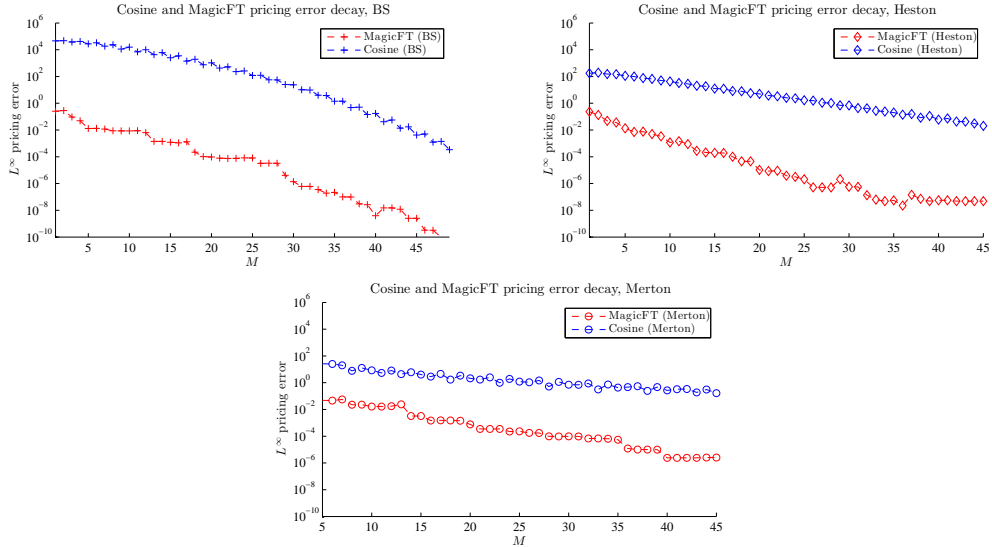 Cosine and MagicFT pricing error decay, BS
10^6
10^4
10^2
10^0
10^−2
10^−4
10^−6
10^−8
10^−10
L^∞ pricing error
MagicFT (BS)
Cosine (BS)
5 10 15 20 25 30 35 40 45
M
Cosine and MagicFT pricing error decay, Heston
10^6
10^4
10^2
10^0
10^−2
10^−4
10^−6
10^−8
10^−10
L^∞ pricing error
MagicFT (Heston)
Cosine (Heston)
5 10 15 20 25 30 35 40 45
M
Cosine and MagicFT pricing error decay, Merton
10^6
10^4
10^2
10^0
10^−2
10^−4
10^−6
10^−8
10^−10
L^∞ pricing error
MagicFT (Merton)
Cosine (Merton)
5 10 15 20 25 30 35 40 45
M